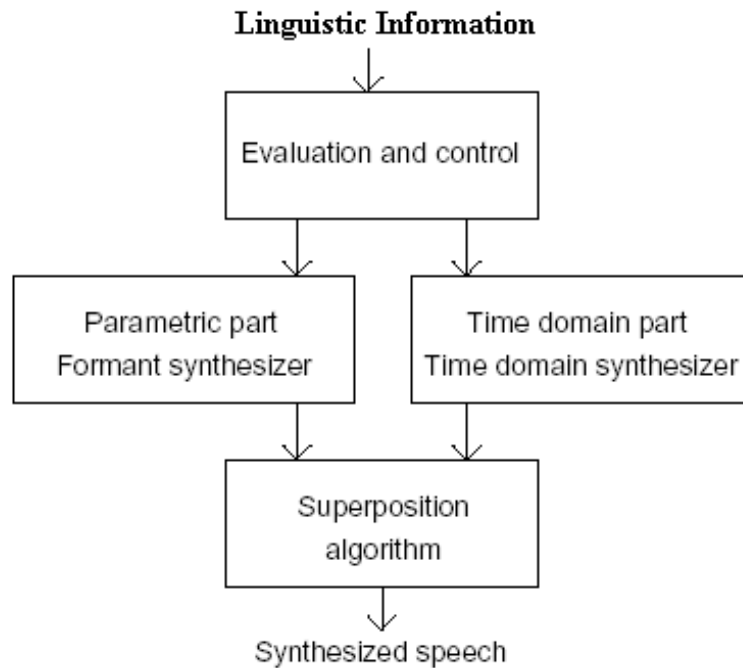 Linguistic Information
Evaluation and control
Parametric part
Formant synthesizer
Time domain part
Time domain synthesizer
Superposition
algorithm
Synthesized speech